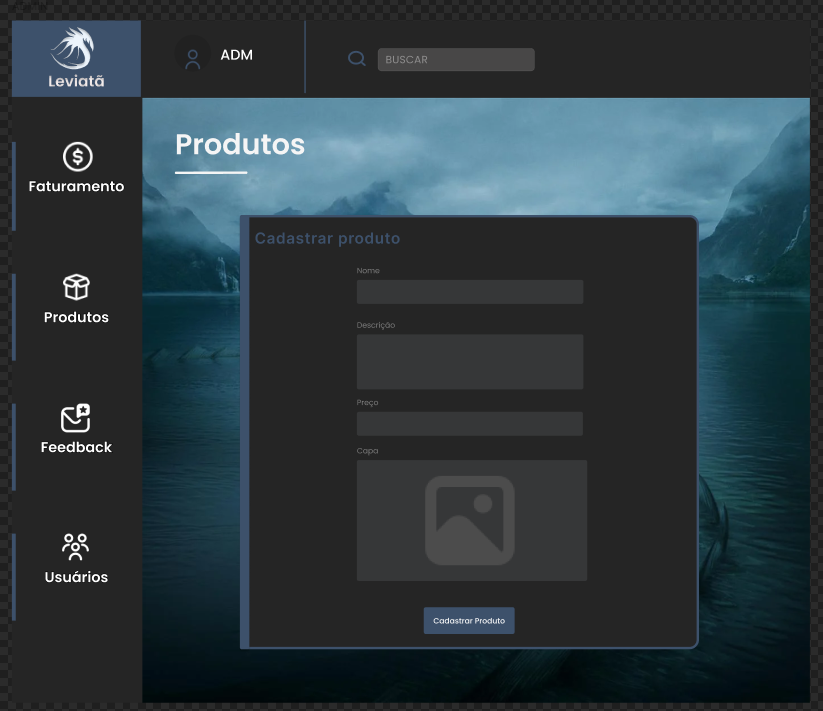 Leviatã
ADM
BUSCAR
Faturamento
Produtos
Feedback
Usuários
Produtos
Cadastrar produto
Nome
Descrição
Preço
Capa
Cadastrar Produto